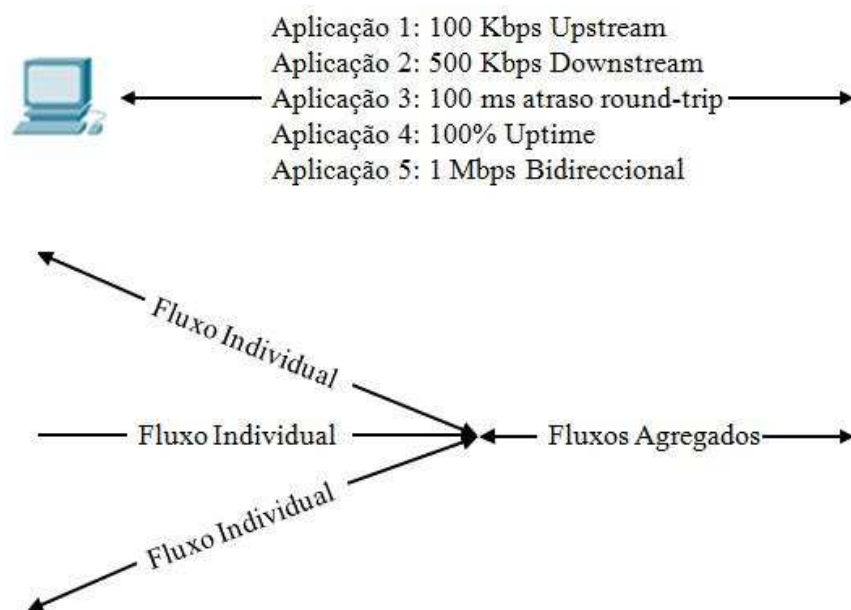 Aplicação 1: 100 Kbps Upstream
Aplicação 2: 500 Kbps Downstream
Aplicação 3: 100 ms atraso round-trip
Aplicação 4: 100% Uptime
Aplicação 5: 1 Mbps Bidireccional
Fluxo Individual
Fluxo Individual
Fluxos Agregados
Fluxo Individual